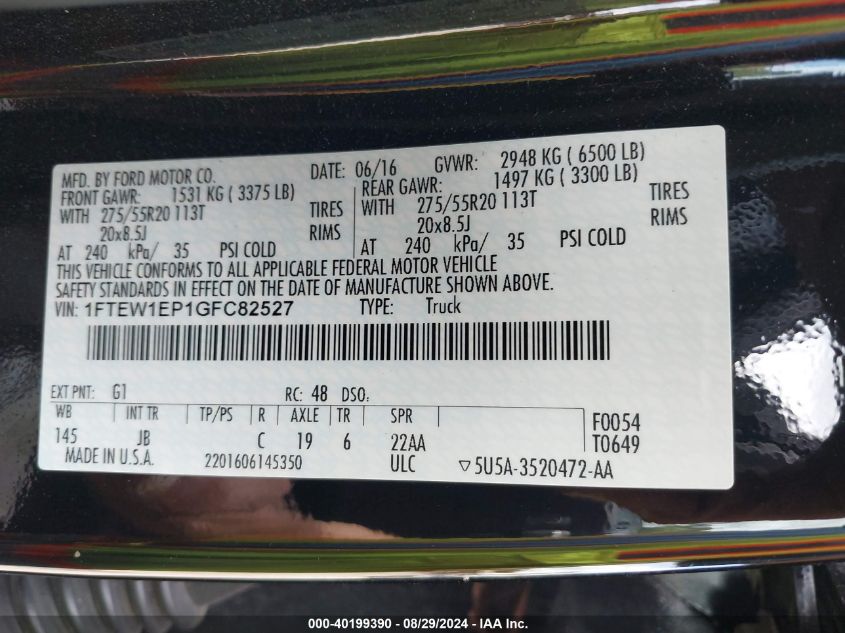 MFD. BY FORD MOTOR CO. DATE: 06/16 GVWR: 2948 KG ( 6500 LB)
FRONT GAWR: 1531 KG ( 3375 LB) REAR GAWR: 1497 KG ( 3300 LB)
WITH 275/55R20 113T TIRES WITH 275/55R20 113T TIRES
20x8.5J RIMS 20x8.5J RIMS
AT 240 kPa/ 35 PSI COLD AT 240 kPa/ 35 PSI COLD
THIS VEHICLE CONFORMS TO ALL APPLICABLE FEDERAL MOTOR VEHICLE
SAFETY STANDARDS IN EFFECT ON THE DATE OF MANUFACTURE SHOWN ABOVE.
VIN: 1FTEW1EP1GFC82527 TYPE: Truck
EXT PNT: G1 RC: 48 DSO:
WB INT TR TP/PS R AXLE TR SPR F0054
145 JB C 19 6 22AA T0649
MADE IN U.S.A. 2201606145350 ULC ▽5U5A-3520472-AA
000-40199390 - 08/29/2024 - IAA Inc.